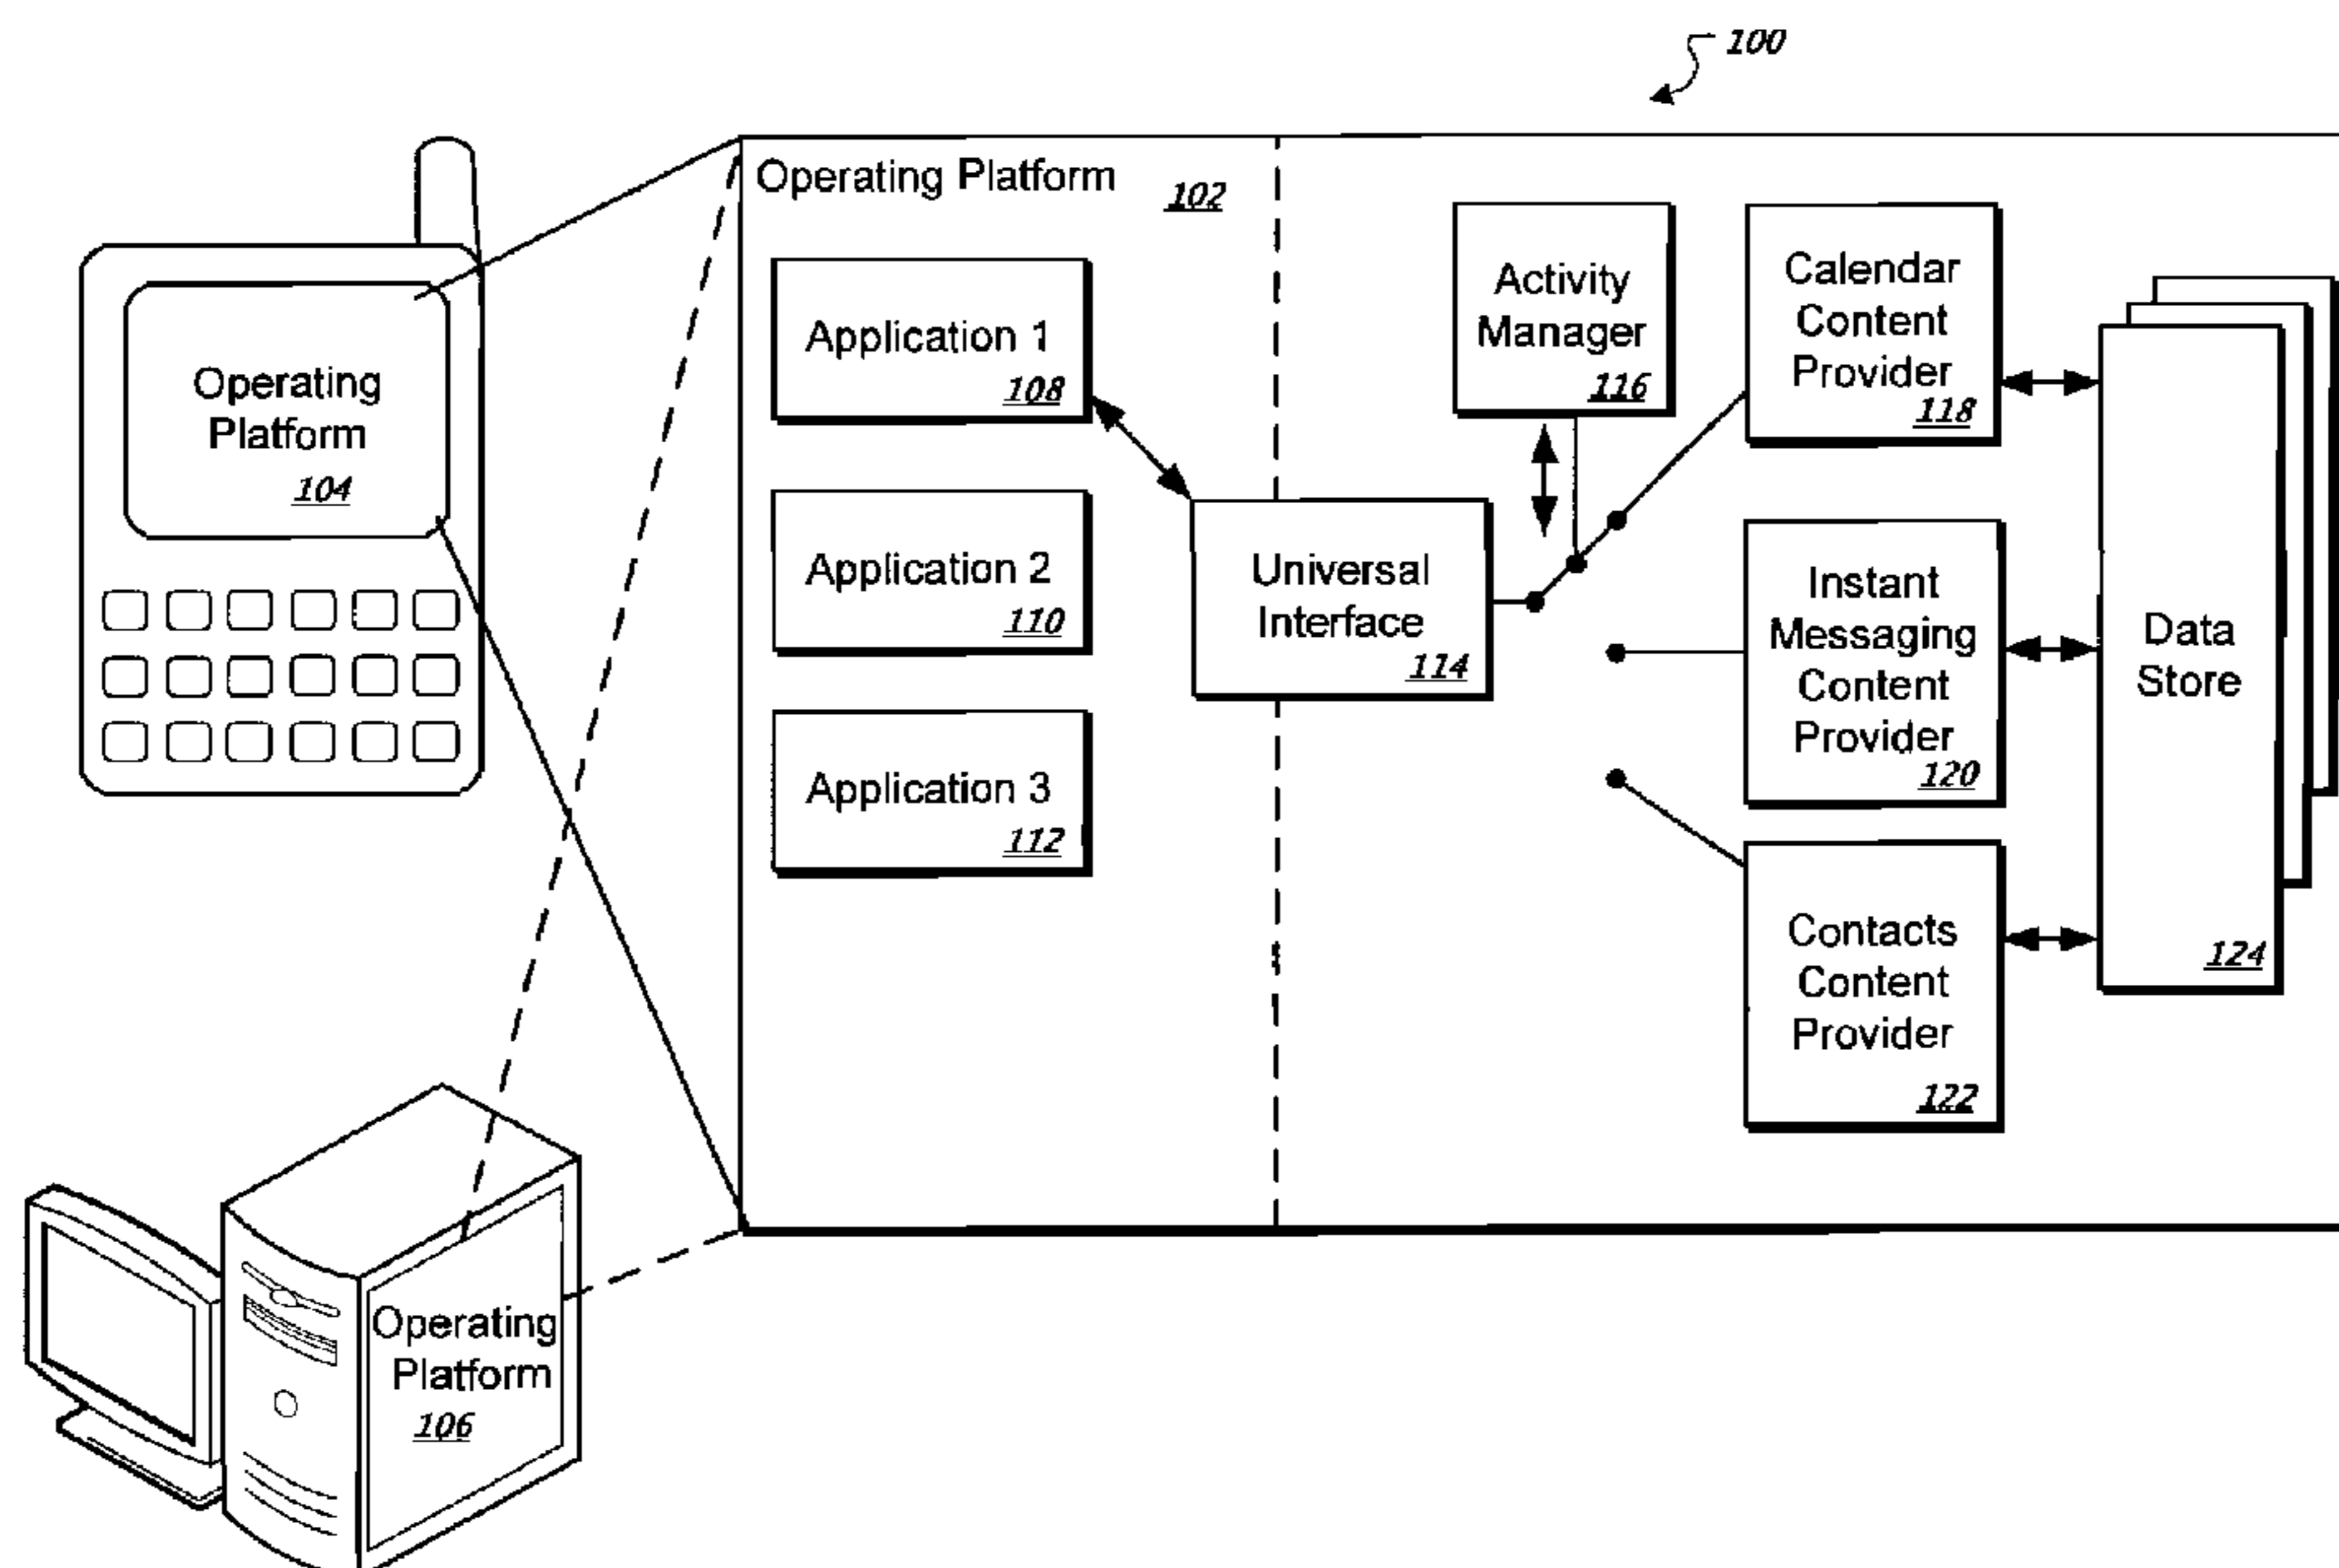 100
Operating Platform
102
Operating
Platform
104
Application 1
108
Application 2
110
Application 3
112
Universal
Interface
114
Activity
Manager
116
Calendar
Content
Provider
118
Instant
Messaging
Content
Provider
120
Contacts
Content
Provider
122
Data
Store
124
Operating
Platform
106